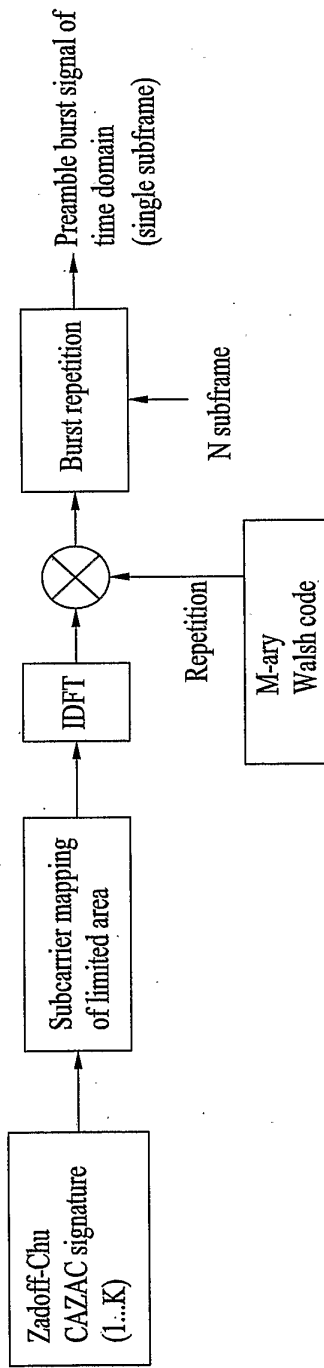 Zadoff-Chu
CAZAC signature
(1...K)
Subcarrier mapping
of limited area
IDFT
Repetition
M-ary
Walsh code
Burst repetition
N subframe
Preamble burst signal of
time domain
(single subframe)